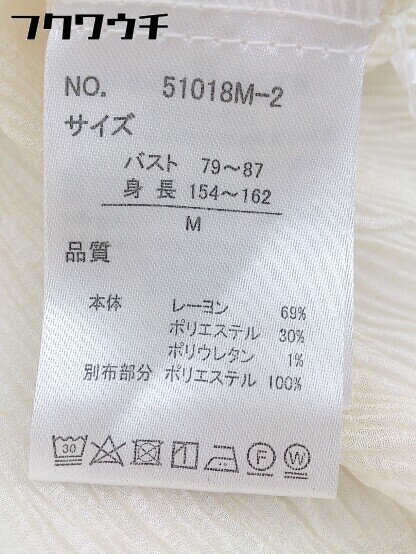 フクワウチ
NO. 51018M-2
サイズ
バスト 79〜87
身長 154〜162
M
品質
本体 レーヨン 69%
ポリエステル 30%
ポリウレタン 1%
別布部分 ポリエステル 100%
30
F W